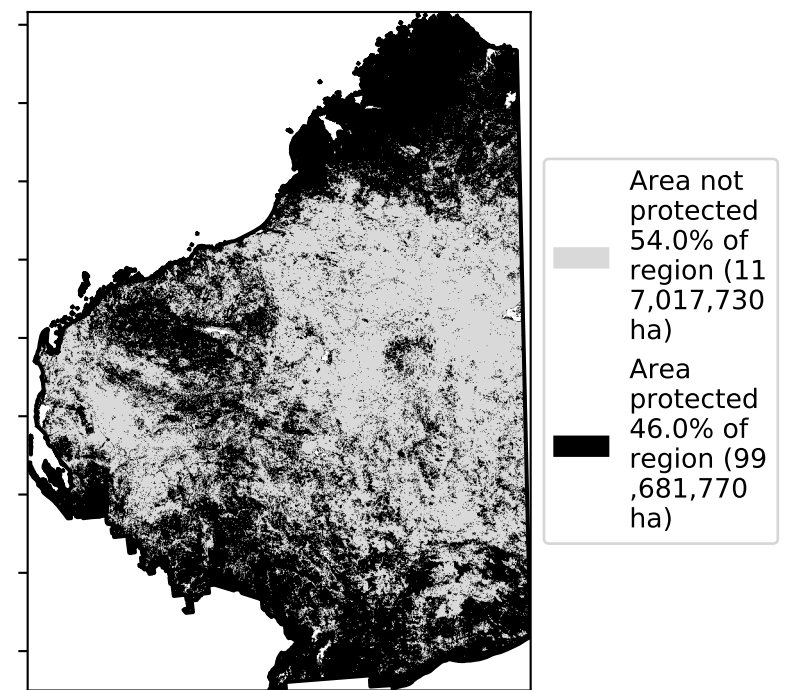 Area not
protected
54.0% of
region (11
7,017,730
ha)
Area
protected
46.0% of
region (99
,681,770
ha)